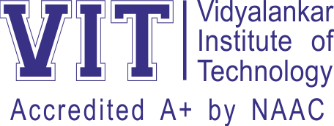 VIT
Vidyalankar
Institute of
Technology
Accredited A+ by NAAC